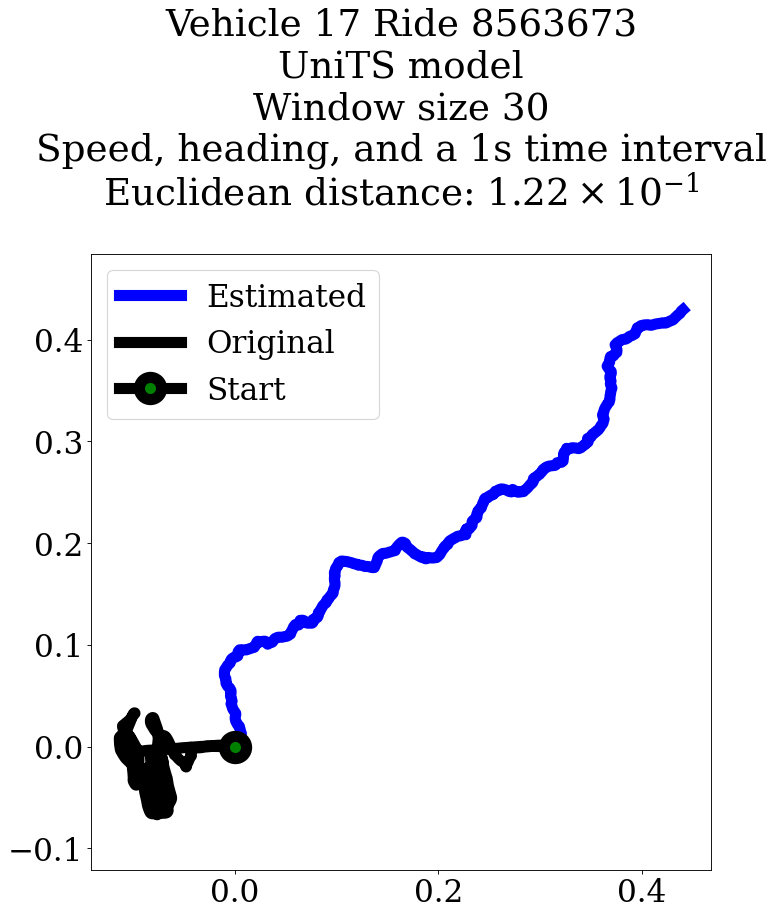 Vehicle 17 Ride 8563673
UniTS model
Window size 30
Speed, heading, and a 1s time interval
Euclidean distance: 1.22 × 10⁻¹
Estimated
Original
Start
0.4
0.3
0.2
0.1
0.0
−0.1
0.0 0.2 0.4